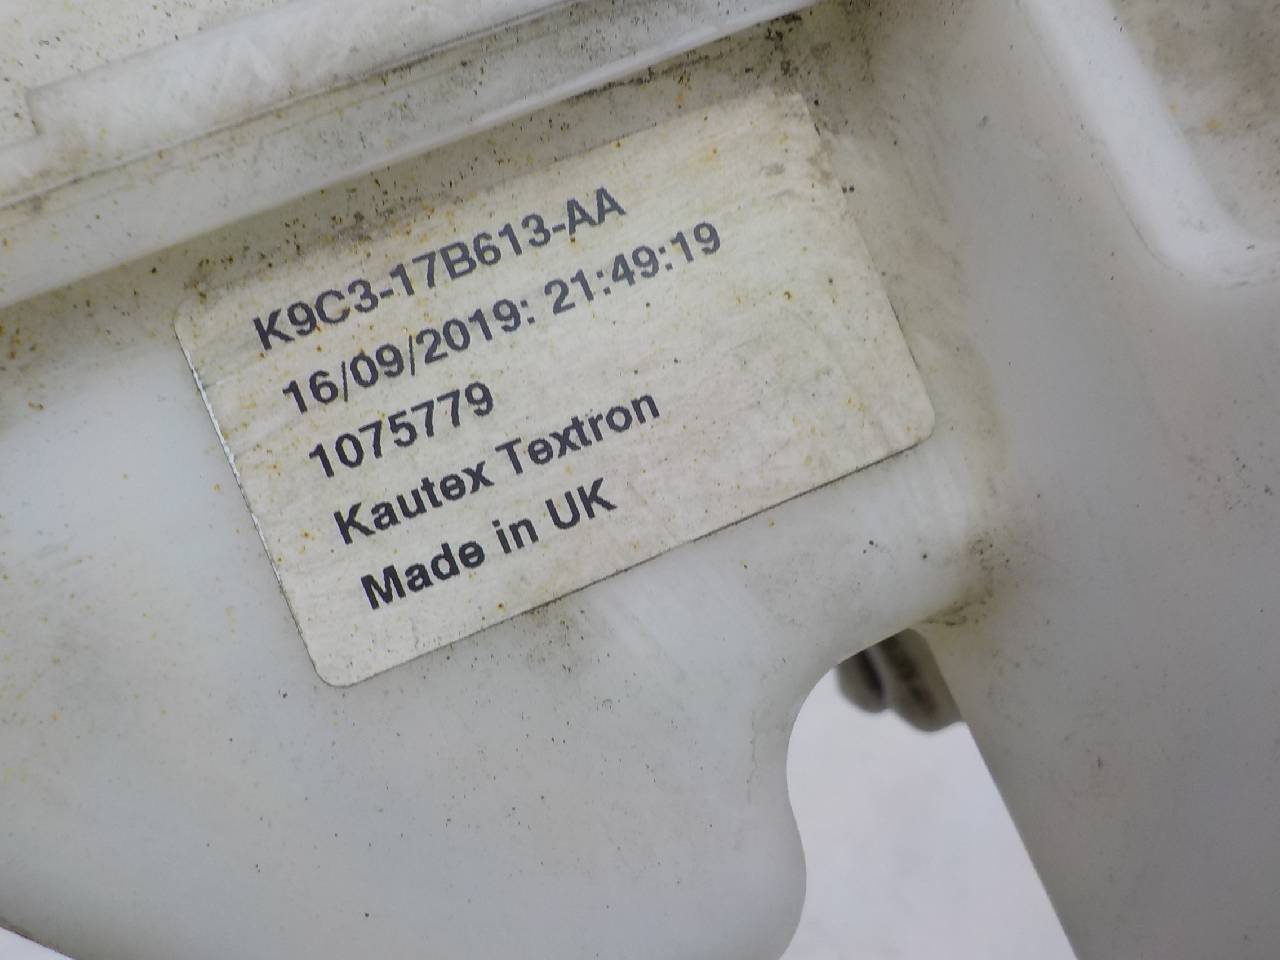 K9C3-17B613-AA
16/09/2019: 21:49:19
1075779
Kautex Textron
Made in UK